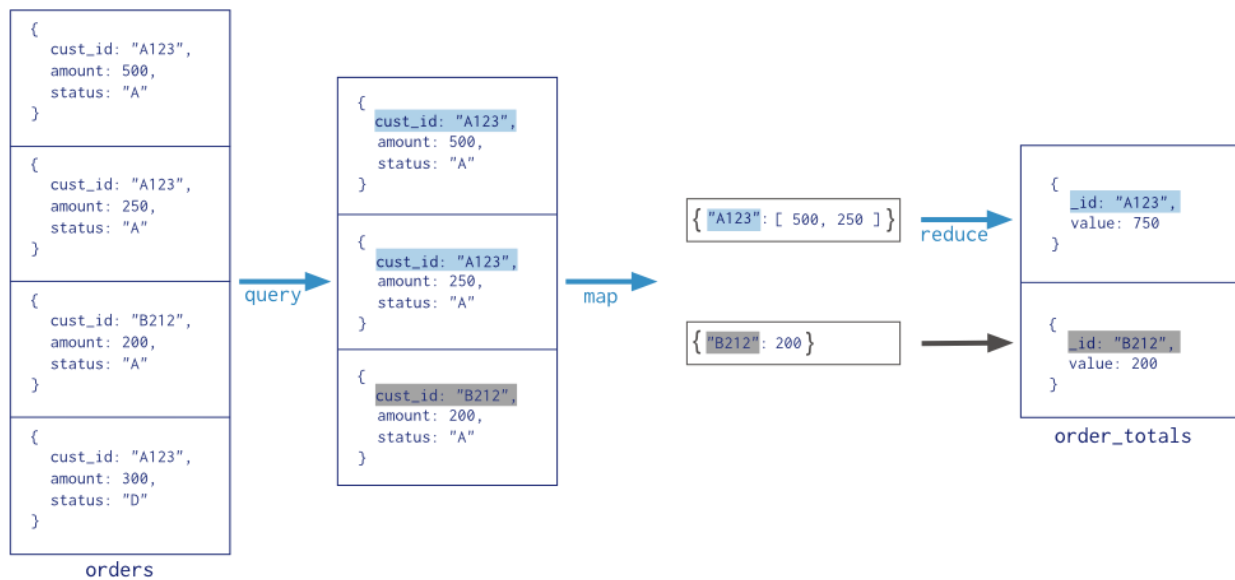 {
cust_id: "A123",
amount: 500,
status: "A"
}
{
cust_id: "A123",
amount: 250,
status: "A"
}
{
cust_id: "B212",
amount: 200,
status: "A"
}
{
cust_id: "A123",
amount: 300,
status: "D"
}
orders
query
{
cust_id: "A123",
amount: 500,
status: "A"
}
{
cust_id: "A123",
amount: 250,
status: "A"
}
{
cust_id: "B212",
amount: 200,
status: "A"
}
map
{"A123": [ 500, 250 ]}
{"B212": 200}
reduce
{
_id: "A123",
value: 750
}
{
_id: "B212",
value: 200
}
order_totals